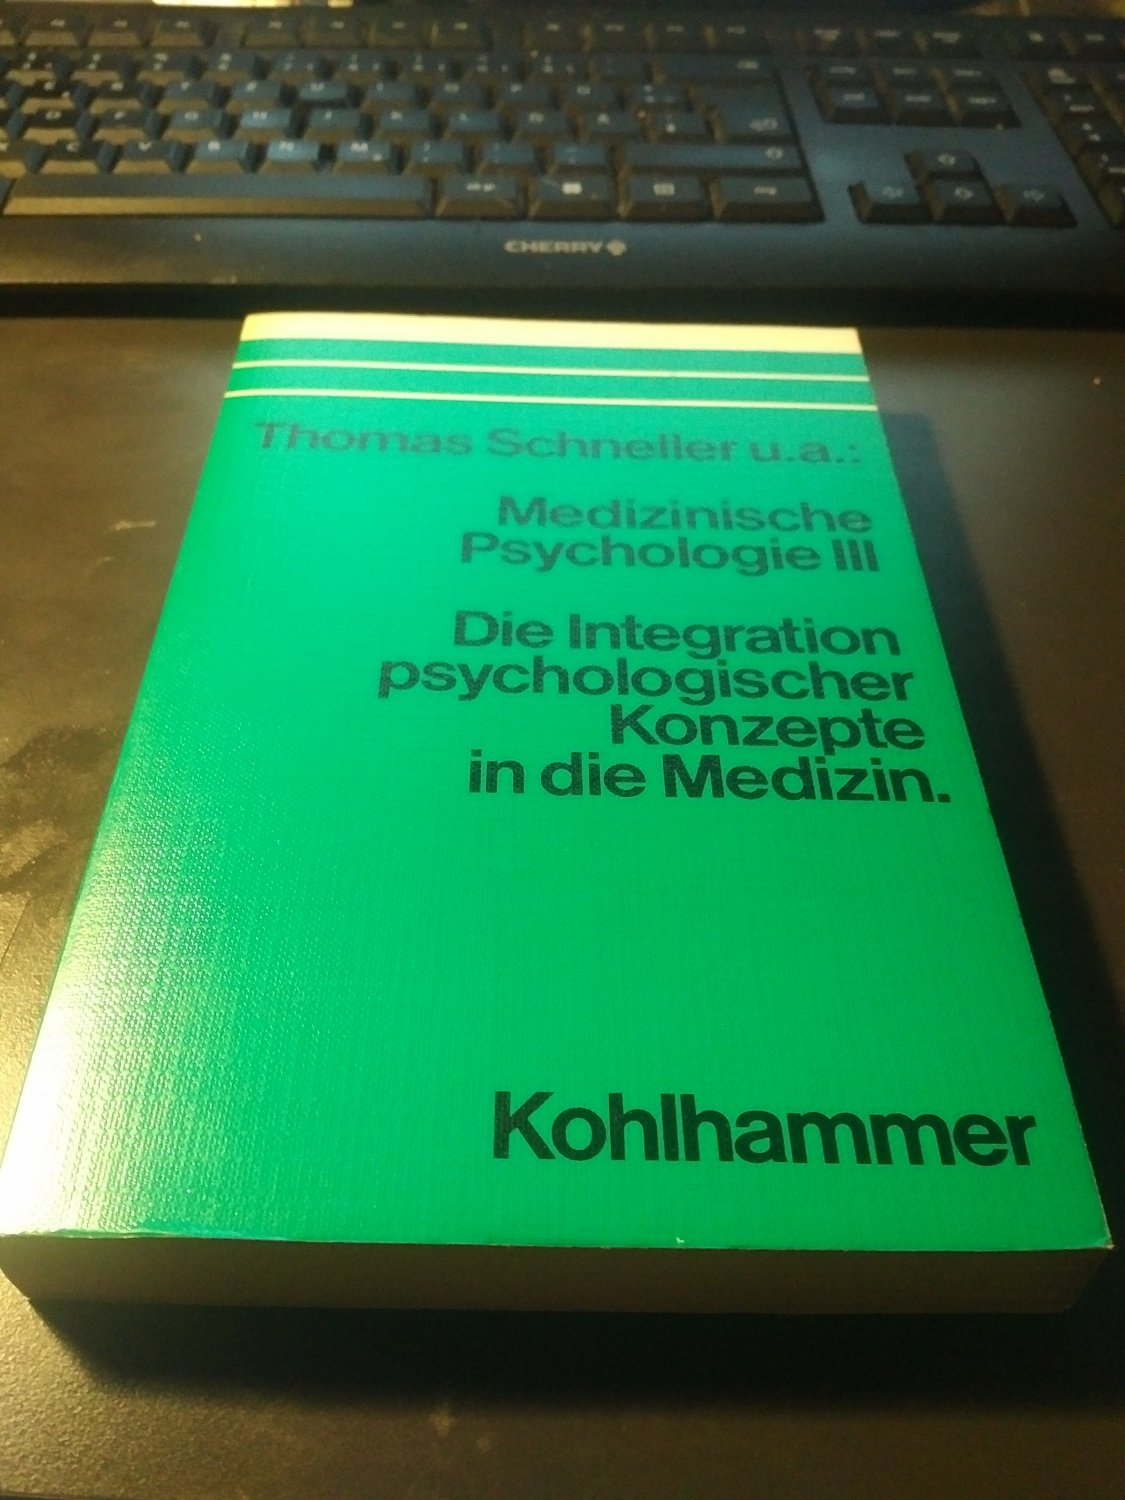 CHERRY
Thomas Schneller u.a.:
Medizinische
Psychologie III
Die Integration
psychologischer
Konzepte
in die Medizin.
Kohlhammer